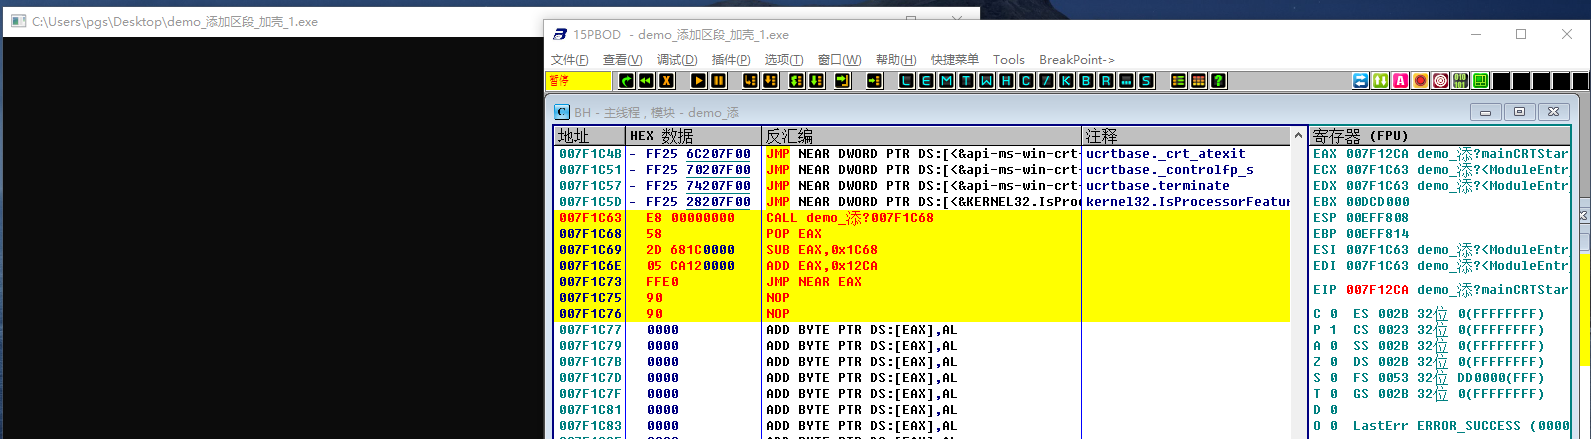 C:\Users\pgs\Desktop\demo_添加区段_加壳_1.exe
15PBOD - demo_添加区段_加壳_1.exe
文件(F) 查看(V) 调试(D) 插件(P) 选项(T) 窗口(W) 帮助(H) 快捷菜单 Tools BreakPoint->
暂停 L E M T W H C / K B R ... S ?
BH - 主线程 , 模块 - demo_添
地址 HEX 数据 反汇编 注释 寄存器 (FPU)
007F1C4B - FF25 6C207F00 JMP NEAR DWORD PTR DS:[<&api-ms-win-crt- ucrtbase._crt_atexit
007F1C51 - FF25 70207F00 JMP NEAR DWORD PTR DS:[<&api-ms-win-crt- ucrtbase._controlfp_s
007F1C57 - FF25 74207F00 JMP NEAR DWORD PTR DS:[<&api-ms-win-crt- ucrtbase.terminate
007F1C5D - FF25 28207F00 JMP NEAR DWORD PTR DS:[<&KERNEL32.IsProc kernel32.IsProcessorFeatur
007F1C63 E8 00000000 CALL demo_添?007F1C68
007F1C68 58 POP EAX
007F1C69 2D 681C0000 SUB EAX,0x1C68
007F1C6E 05 CA120000 ADD EAX,0x12CA
007F1C73 FFE0 JMP NEAR EAX
007F1C75 90 NOP
007F1C76 90 NOP
007F1C77 0000 ADD BYTE PTR DS:[EAX],AL
007F1C79 0000 ADD BYTE PTR DS:[EAX],AL
007F1C7B 0000 ADD BYTE PTR DS:[EAX],AL
007F1C7D 0000 ADD BYTE PTR DS:[EAX],AL
007F1C7F 0000 ADD BYTE PTR DS:[EAX],AL
007F1C81 0000 ADD BYTE PTR DS:[EAX],AL
007F1C83 0000 ADD BYTE PTR DS:[EAX],AL
EAX 007F12CA demo_添?mainCRTStar
ECX 007F1C63 demo_添?<ModuleEntr
EDX 007F1C63 demo_添?<ModuleEntr
EBX 00DCD000
ESP 00EFF808
EBP 00EFF814
ESI 007F1C63 demo_添?<ModuleEntr
EDI 007F1C63 demo_添?<ModuleEntr
EIP 007F12CA demo_添?mainCRTStar
C 0 ES 002B 32位 0(FFFFFFFF)
P 1 CS 0023 32位 0(FFFFFFFF)
A 0 SS 002B 32位 0(FFFFFFFF)
Z 0 DS 002B 32位 0(FFFFFFFF)
S 0 FS 0053 32位 DD0000(FFF)
T 0 GS 002B 32位 0(FFFFFFFF)
D 0
O 0 LastErr ERROR_SUCCESS (0000